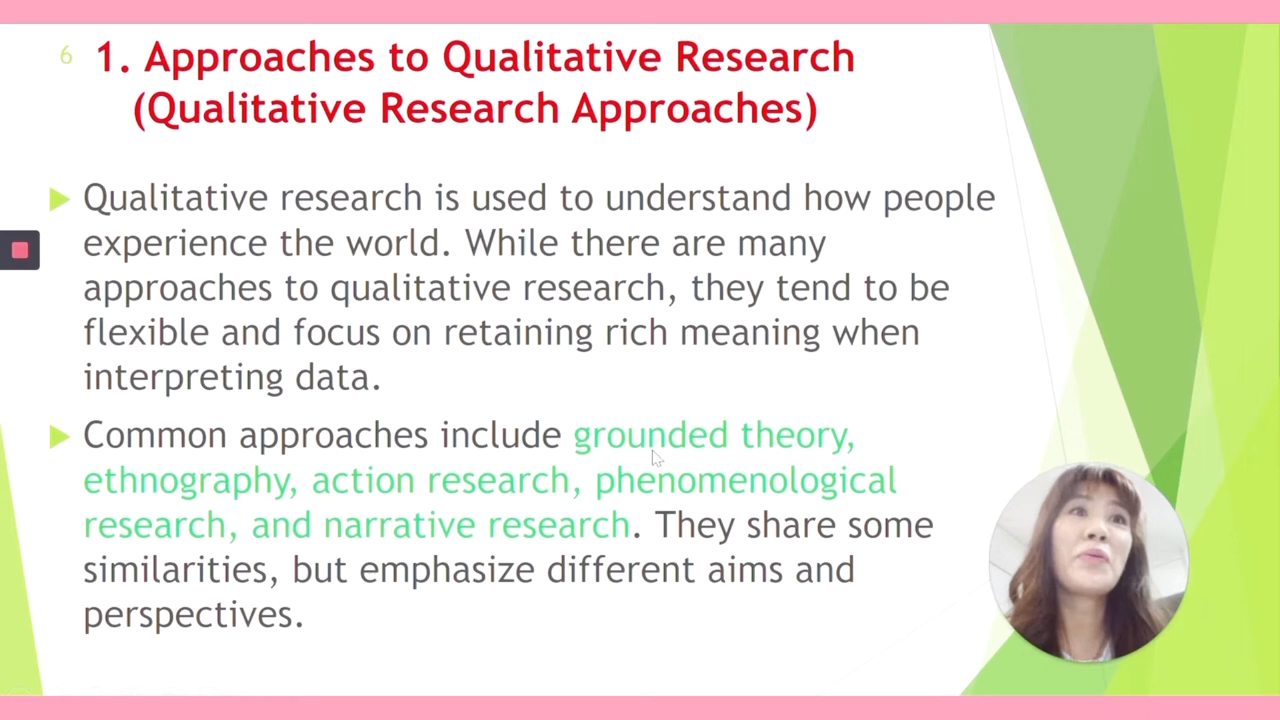 6
1. Approaches to Qualitative Research
(Qualitative Research Approaches)
Qualitative research is used to understand how people
experience the world. While there are many
approaches to qualitative research, they tend to be
flexible and focus on retaining rich meaning when
interpreting data.
Common approaches include grounded theory,
ethnography, action research, phenomenological
research, and narrative research. They share some
similarities, but emphasize different aims and
perspectives.